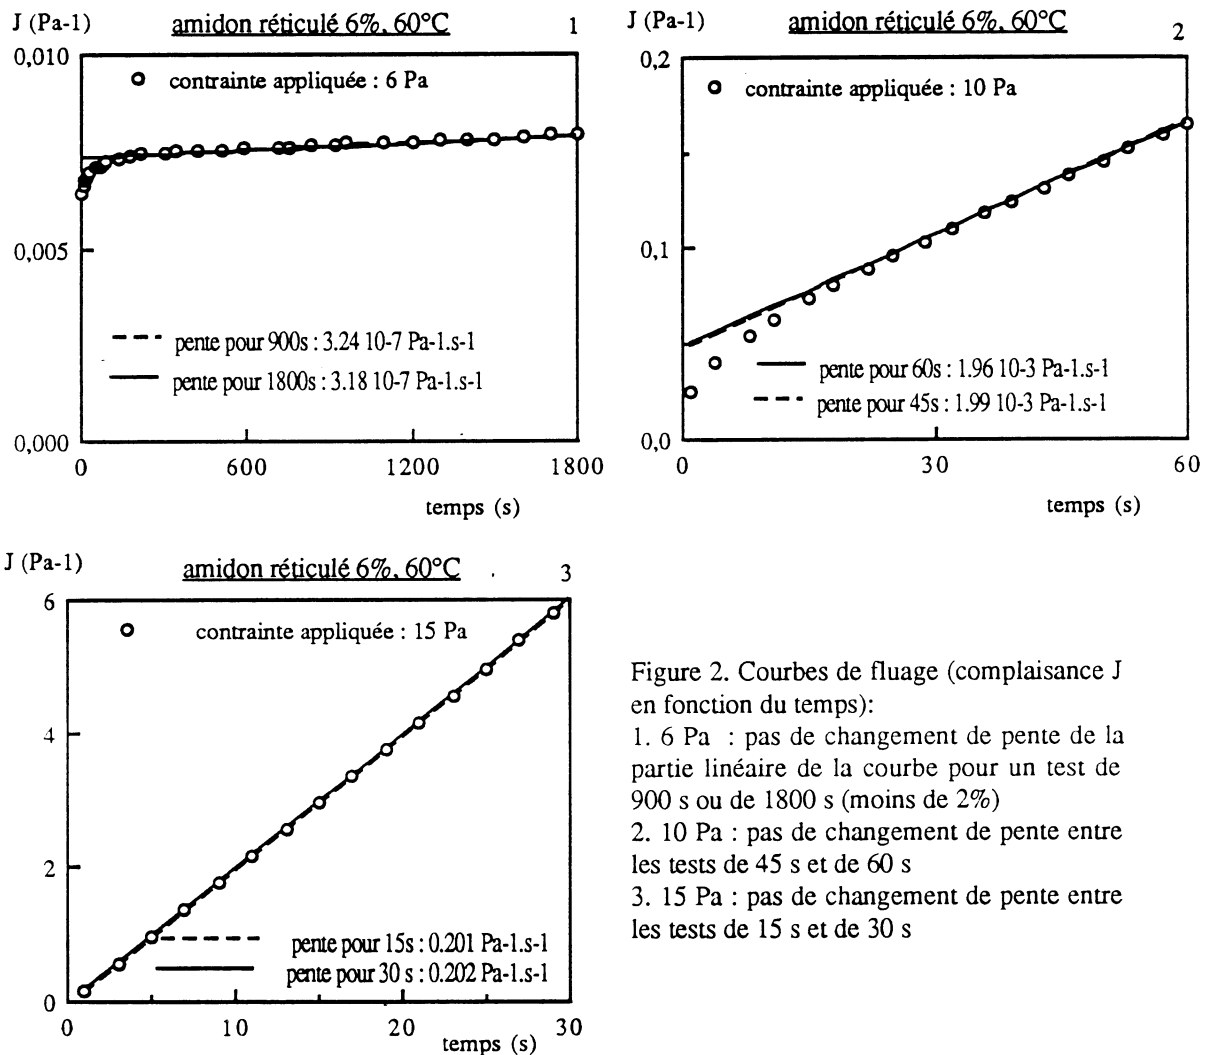 J (Pa-1)
amidon réticulé 6%, 60°C
1
0,010
contrainte appliquée : 6 Pa
0,005
pente pour 900s : 3.24 10-7 Pa-1.s-1
pente pour 1800s : 3.18 10-7 Pa-1.s-1
0,000
0
600
1200
1800
temps (s)
J (Pa-1)
amidon réticulé 6%, 60°C
2
0,2
contrainte appliquée : 10 Pa
0,1
pente pour 60s : 1.96 10-3 Pa-1.s-1
pente pour 45s : 1.99 10-3 Pa-1.s-1
0,0
0
30
60
temps (s)
J (Pa-1)
amidon réticulé 6%, 60°C
3
6
contrainte appliquée : 15 Pa
4
2
pente pour 15s : 0.201 Pa-1.s-1
pente pour 30 s : 0.202 Pa-1.s-1
0
0
10
20
30
temps (s)
Figure 2. Courbes de fluage (complaisance J
en fonction du temps):
1. 6 Pa : pas de changement de pente de la
partie linéaire de la courbe pour un test de
900 s ou de 1800 s (moins de 2%)
2. 10 Pa : pas de changement de pente entre
les tests de 45 s et de 60 s
3. 15 Pa : pas de changement de pente entre
les tests de 15 s et de 30 s